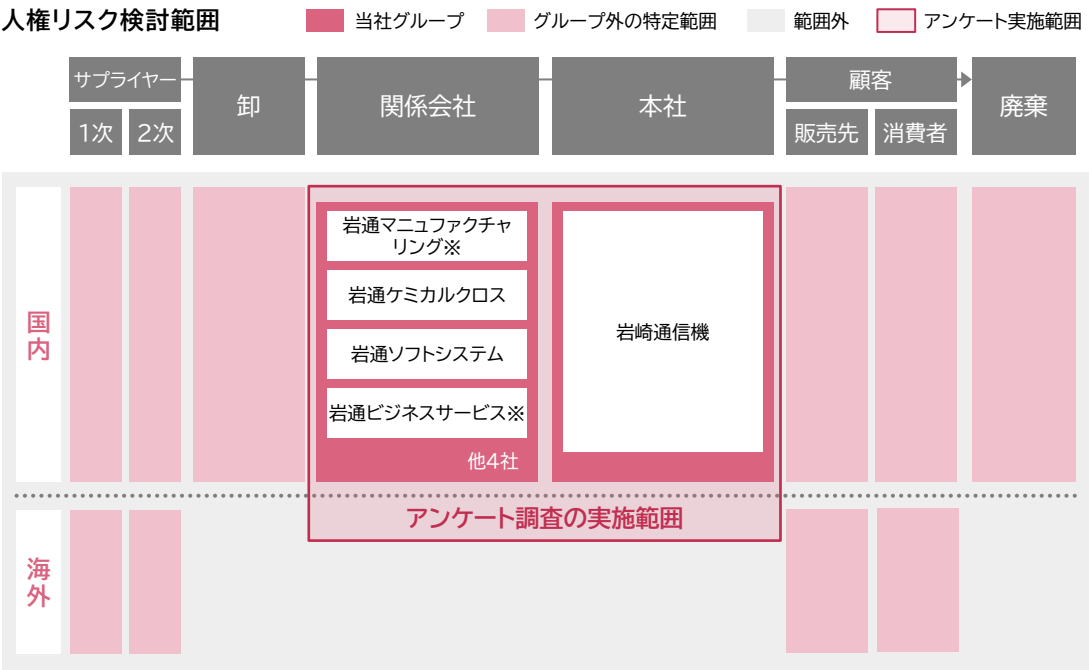 人権リスク検討範囲
当社グループ
グループ外の特定範囲
範囲外
アンケート実施範囲
サプライヤー
1次
2次
卸
関係会社
本社
顧客
販売先
消費者
廃棄
国内
岩通マニュファクチャ
リング※
岩通ケミカルクロス
岩通ソフトシステム
岩通ビジネスサービス※
他4社
岩崎通信機
アンケート調査の実施範囲
海外